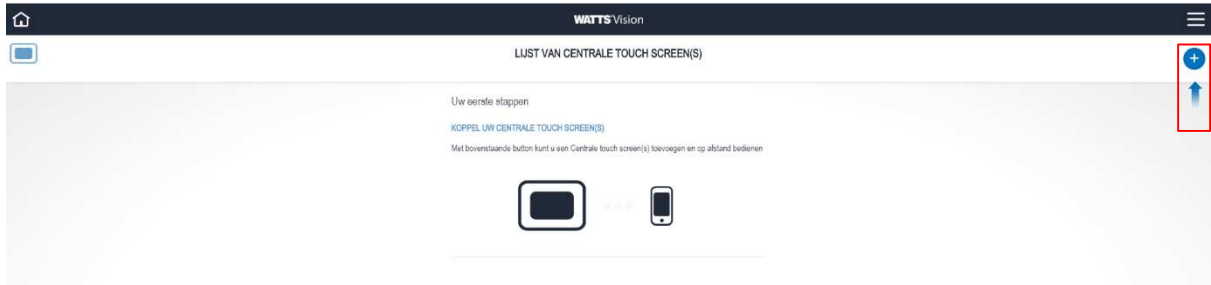 WATTS Vision
LIJST VAN CENTRALE TOUCH SCREEN(S)
Uw eerste stappen
KOPPEL UW CENTRALE TOUCH SCREEN(S)
Met bovenstaande button kunt u een Centrale touch screen(s) toevoegen en op afstand bedienen